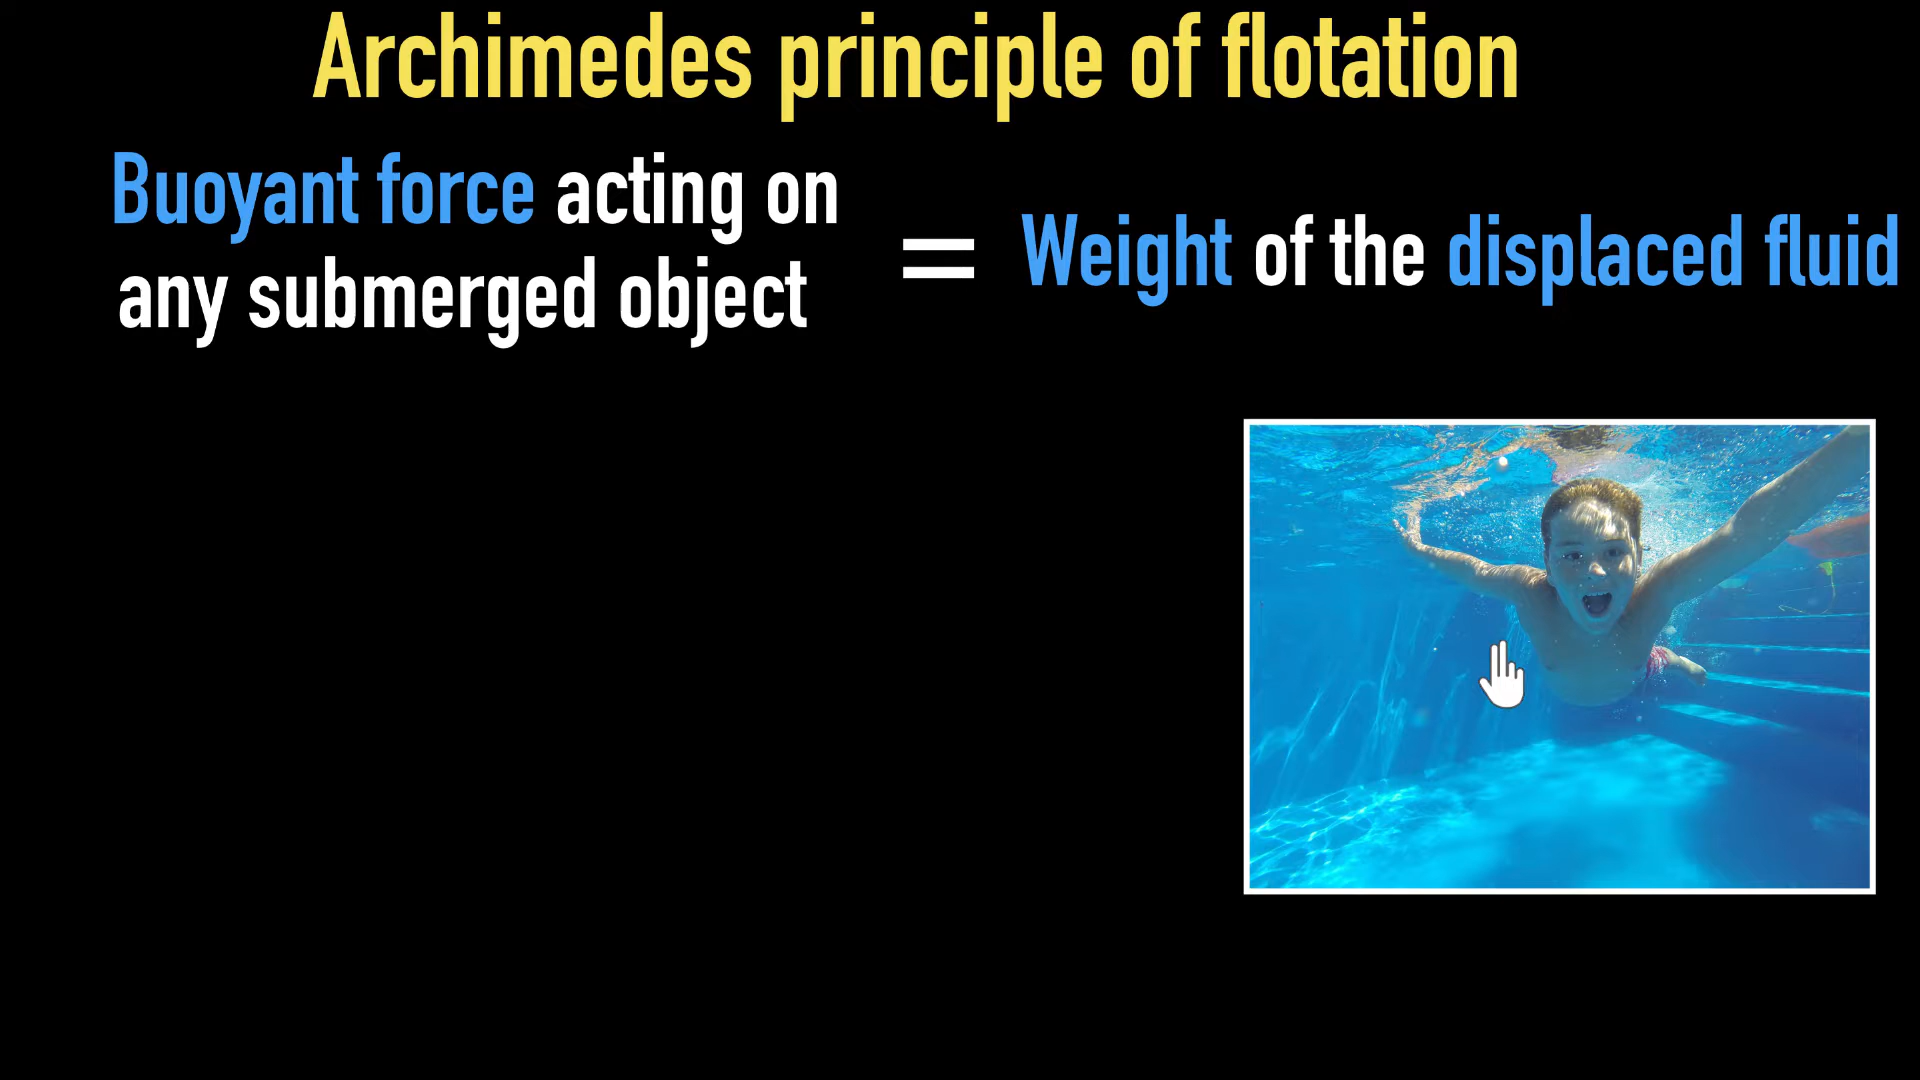 Archimedes principle of flotation
Buoyant force acting on
any submerged object
= Weight of the displaced fluid